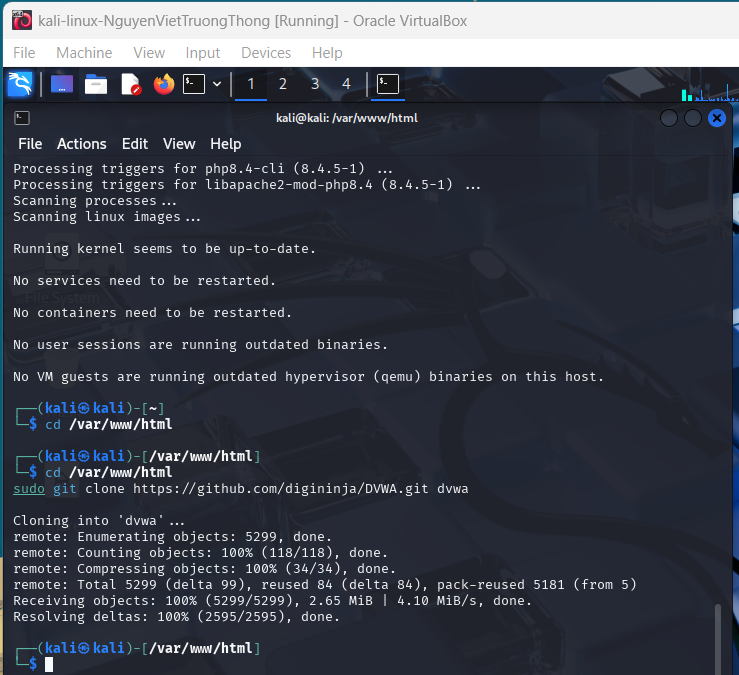 kali-linux-NguyenVietTruongThong [Running] - Oracle VirtualBox
File Machine View Input Devices Help
1 2 3 4
kali@kali: /var/www/html
File Actions Edit View Help
Processing triggers for php8.4-cli (8.4.5-1) ...
Processing triggers for libapache2-mod-php8.4 (8.4.5-1) ...
Scanning processes...
Scanning linux images...
Running kernel seems to be up-to-date.
No services need to be restarted.
File System
No containers need to be restarted.
No user sessions are running outdated binaries.
No VM guests are running outdated hypervisor (qemu) binaries on this host.
┌──(kali㉿kali)-[~]
└─$ cd /var/www/html
┌──(kali㉿kali)-[/var/www/html]
└─$ cd /var/www/html
sudo git clone https://github.com/digininja/DVWA.git dvwa
Cloning into 'dvwa'...
remote: Enumerating objects: 5299, done.
remote: Counting objects: 100% (118/118), done.
remote: Compressing objects: 100% (34/34), done.
remote: Total 5299 (delta 99), reused 84 (delta 84), pack-reused 5181 (from 5)
Receiving objects: 100% (5299/5299), 2.65 MiB | 4.10 MiB/s, done.
Resolving deltas: 100% (2595/2595), done.
┌──(kali㉿kali)-[/var/www/html]
└─$